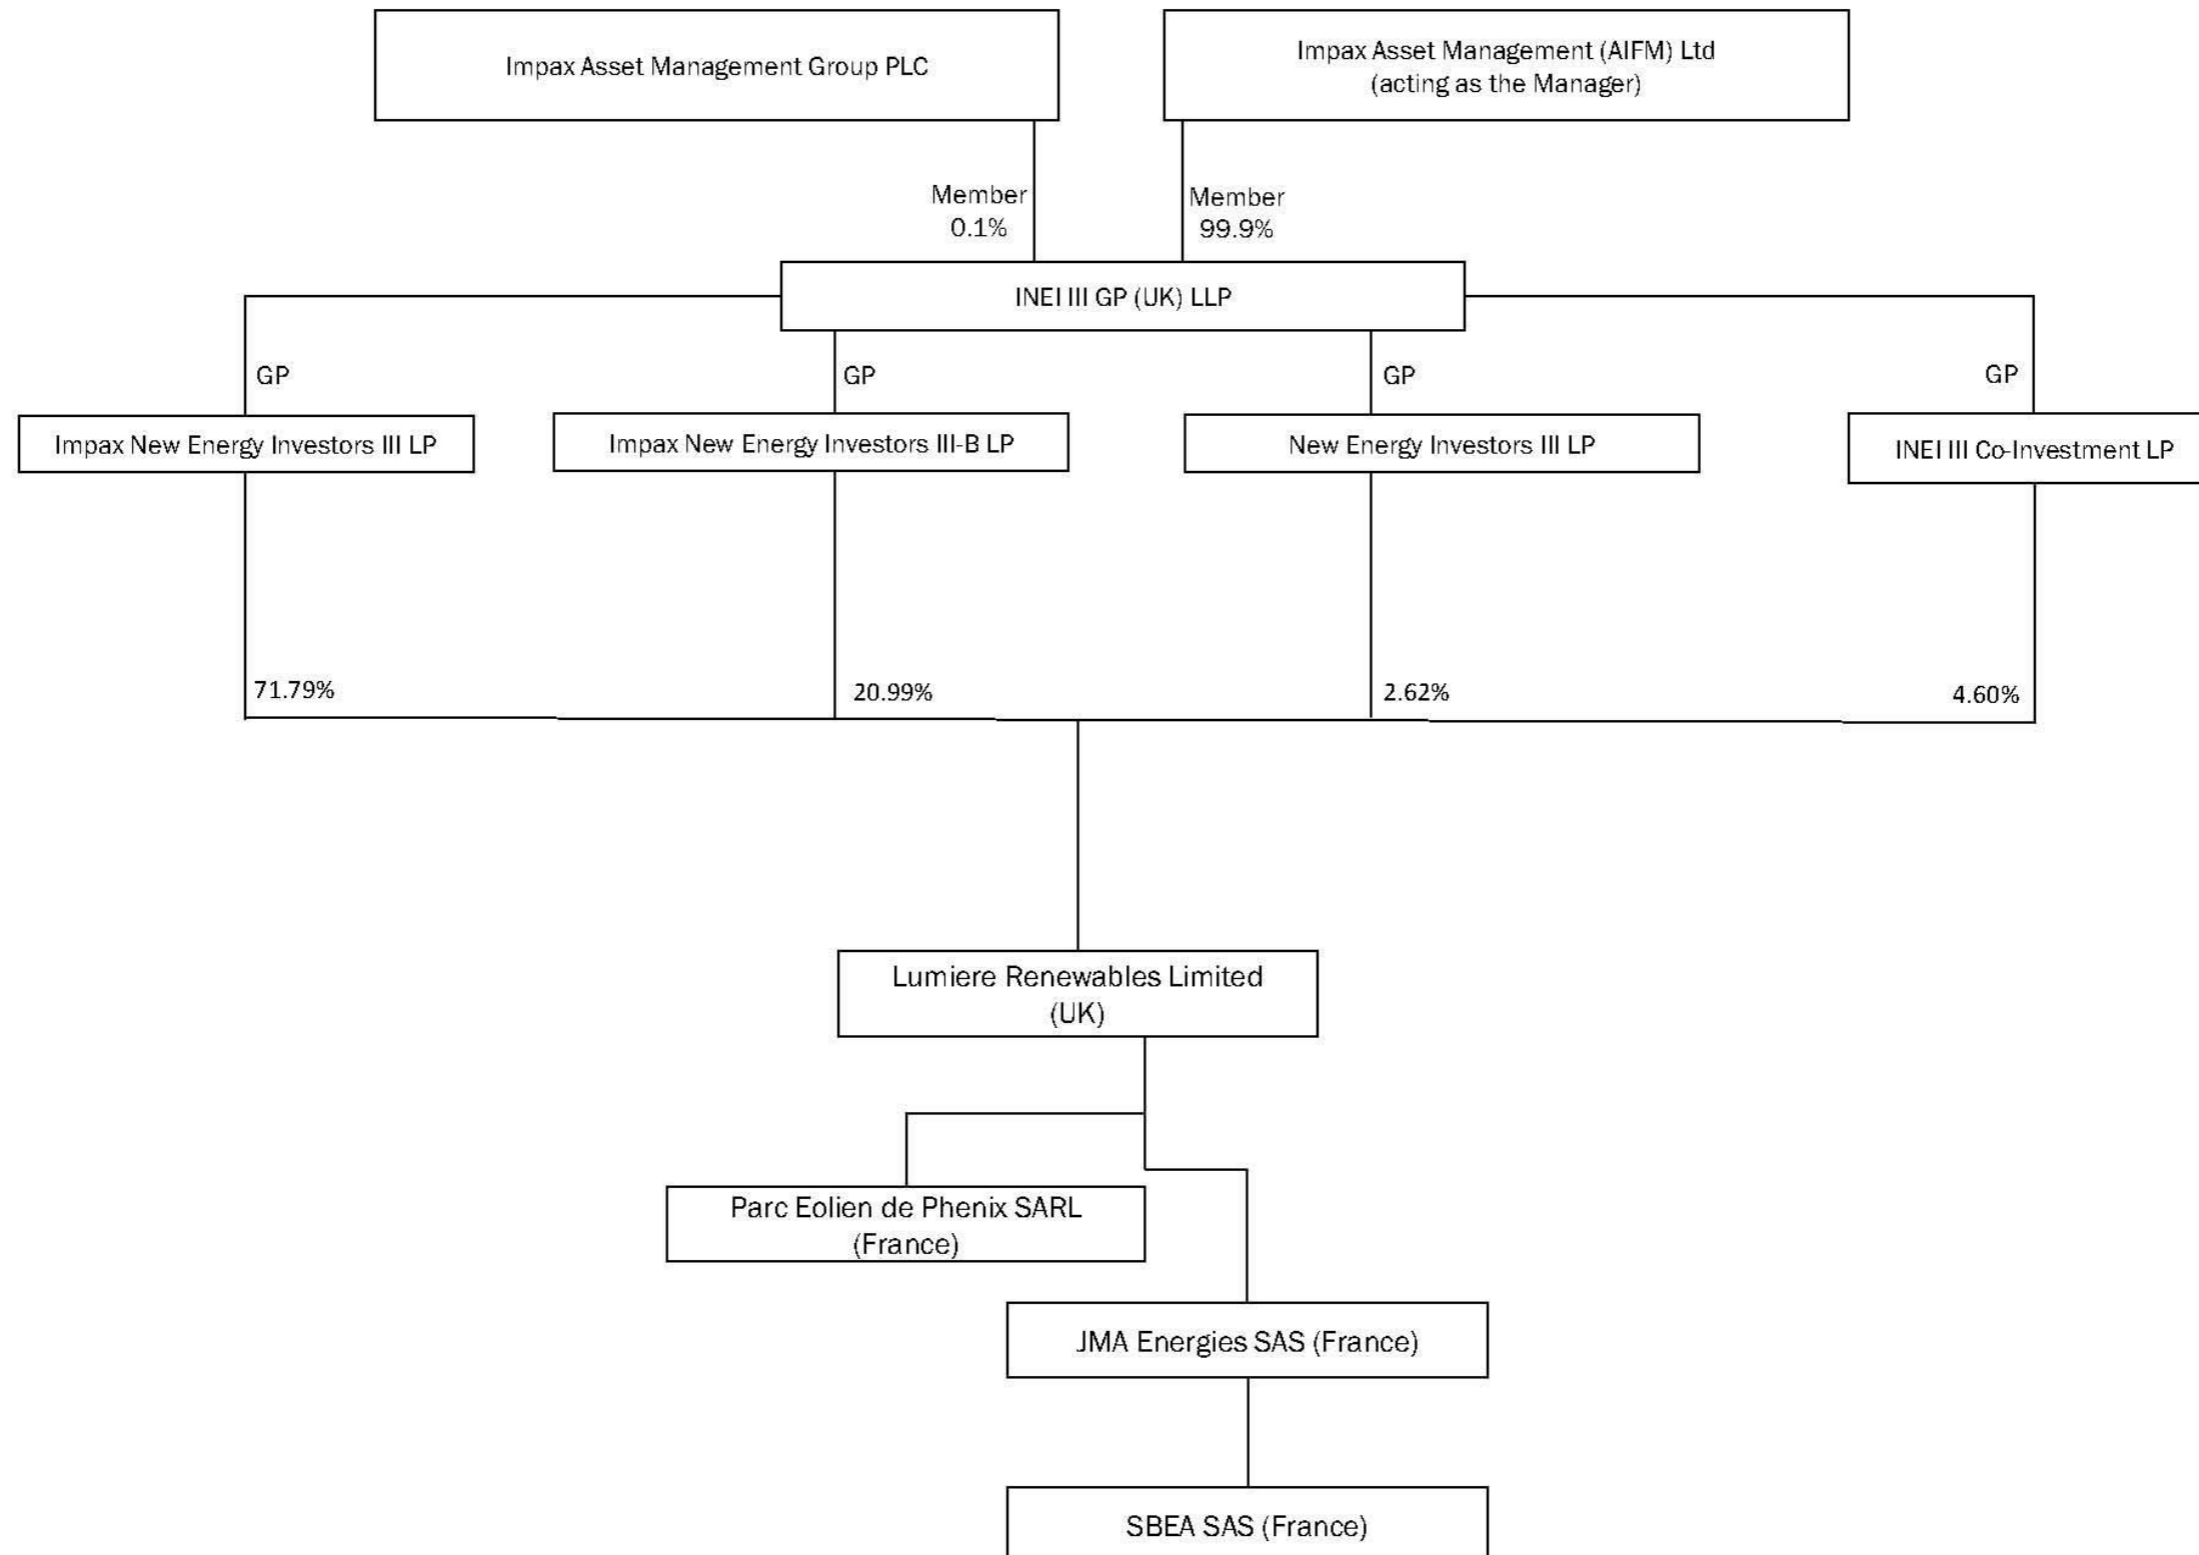 Impax Asset Management Group PLC
Impax Asset Management (AIFM) Ltd
(acting as the Manager)
Member
0.1%
Member
99.9%
INEI III GP (UK) LLP
GP
GP
GP
GP
Impax New Energy Investors III LP
Impax New Energy Investors III-B LP
New Energy Investors III LP
INEI III Co-Investment LP
71.79%
20.99%
2.62%
4.60%
Lumiere Renewables Limited
(UK)
Parc Eolien de Phenix SARL
(France)
JMA Energies SAS (France)
SBEA SAS (France)